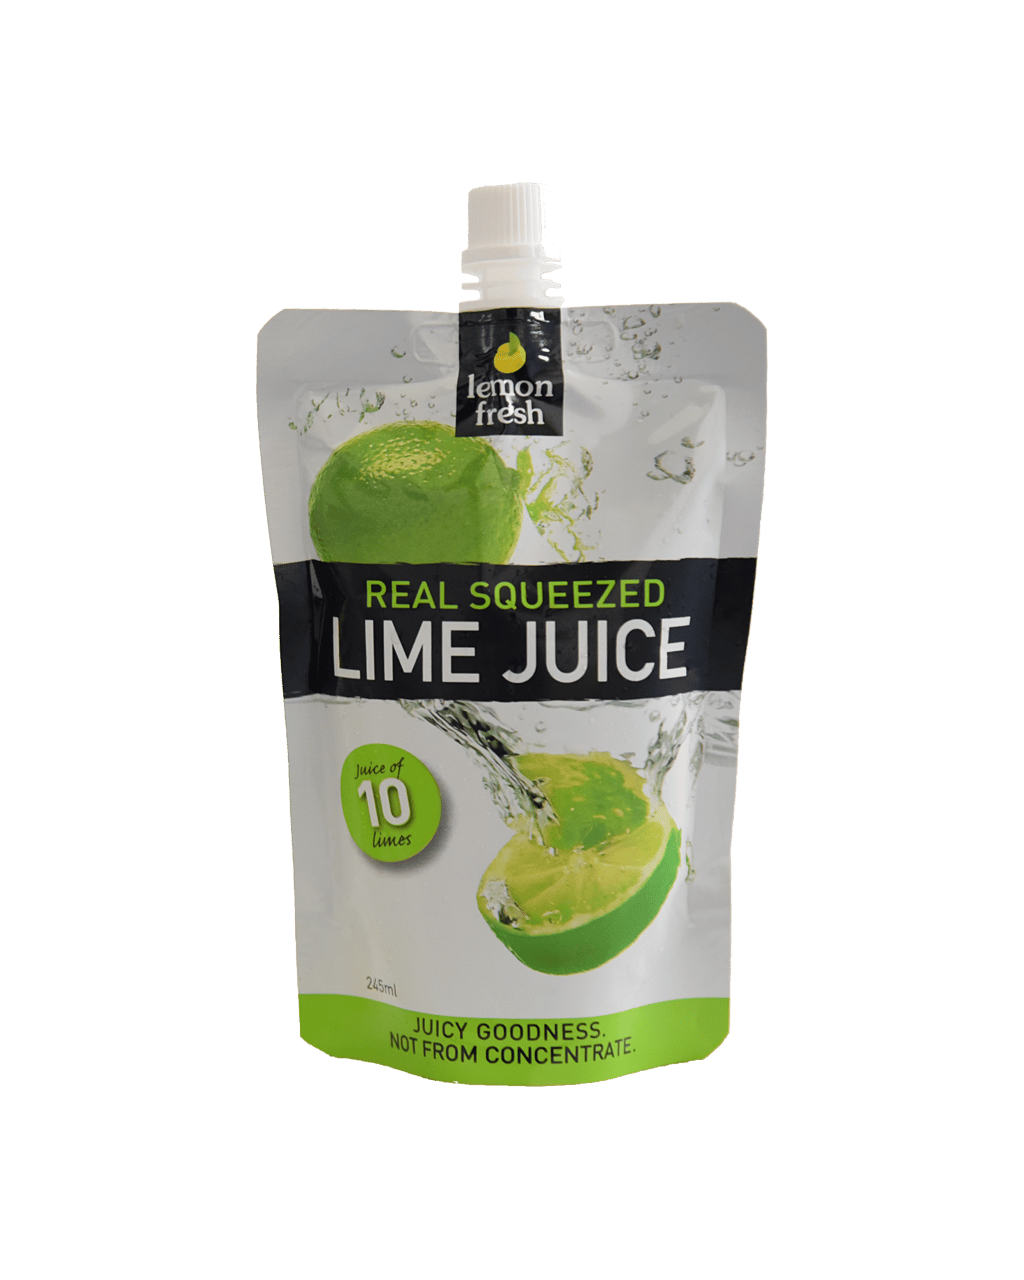 lemon
fresh
REAL SQUEEZED
LIME JUICE
Juice of
10
limes
245ml
JUICY GOODNESS.
NOT FROM CONCENTRATE.